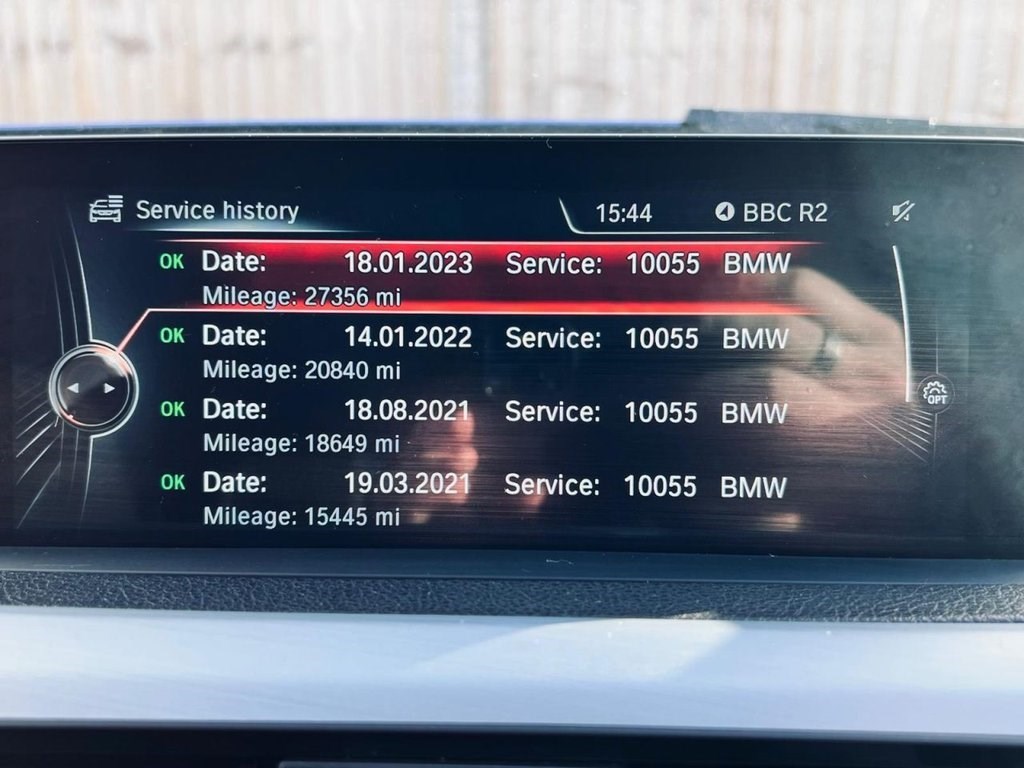 Service history 15:44 BBC R2
OK Date: 18.01.2023 Service: 10055 BMW
Mileage: 27356 mi
OK Date: 14.01.2022 Service: 10055 BMW
Mileage: 20840 mi
OK Date: 18.08.2021 Service: 10055 BMW
Mileage: 18649 mi
OPT
OK Date: 19.03.2021 Service: 10055 BMW
Mileage: 15445 mi